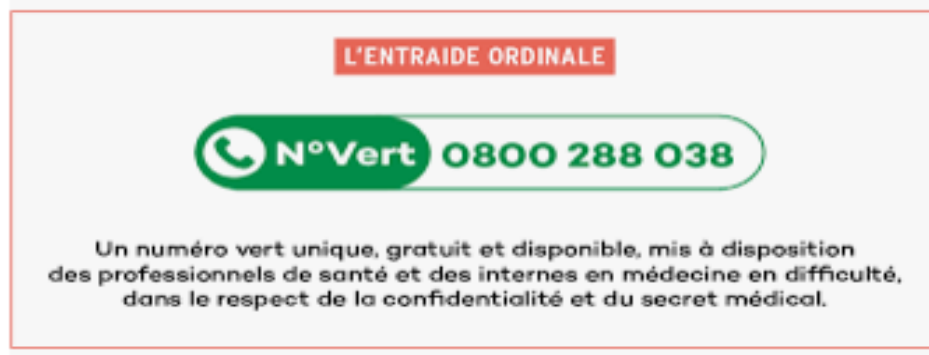 L'ENTRAIDE ORDINALE
N°Vert 0800 288 038
Un numéro vert unique, gratuit et disponible, mis à disposition
des professionnels de santé et des internes en médecine en difficulté,
dans le respect de la confidentialité et du secret médical.